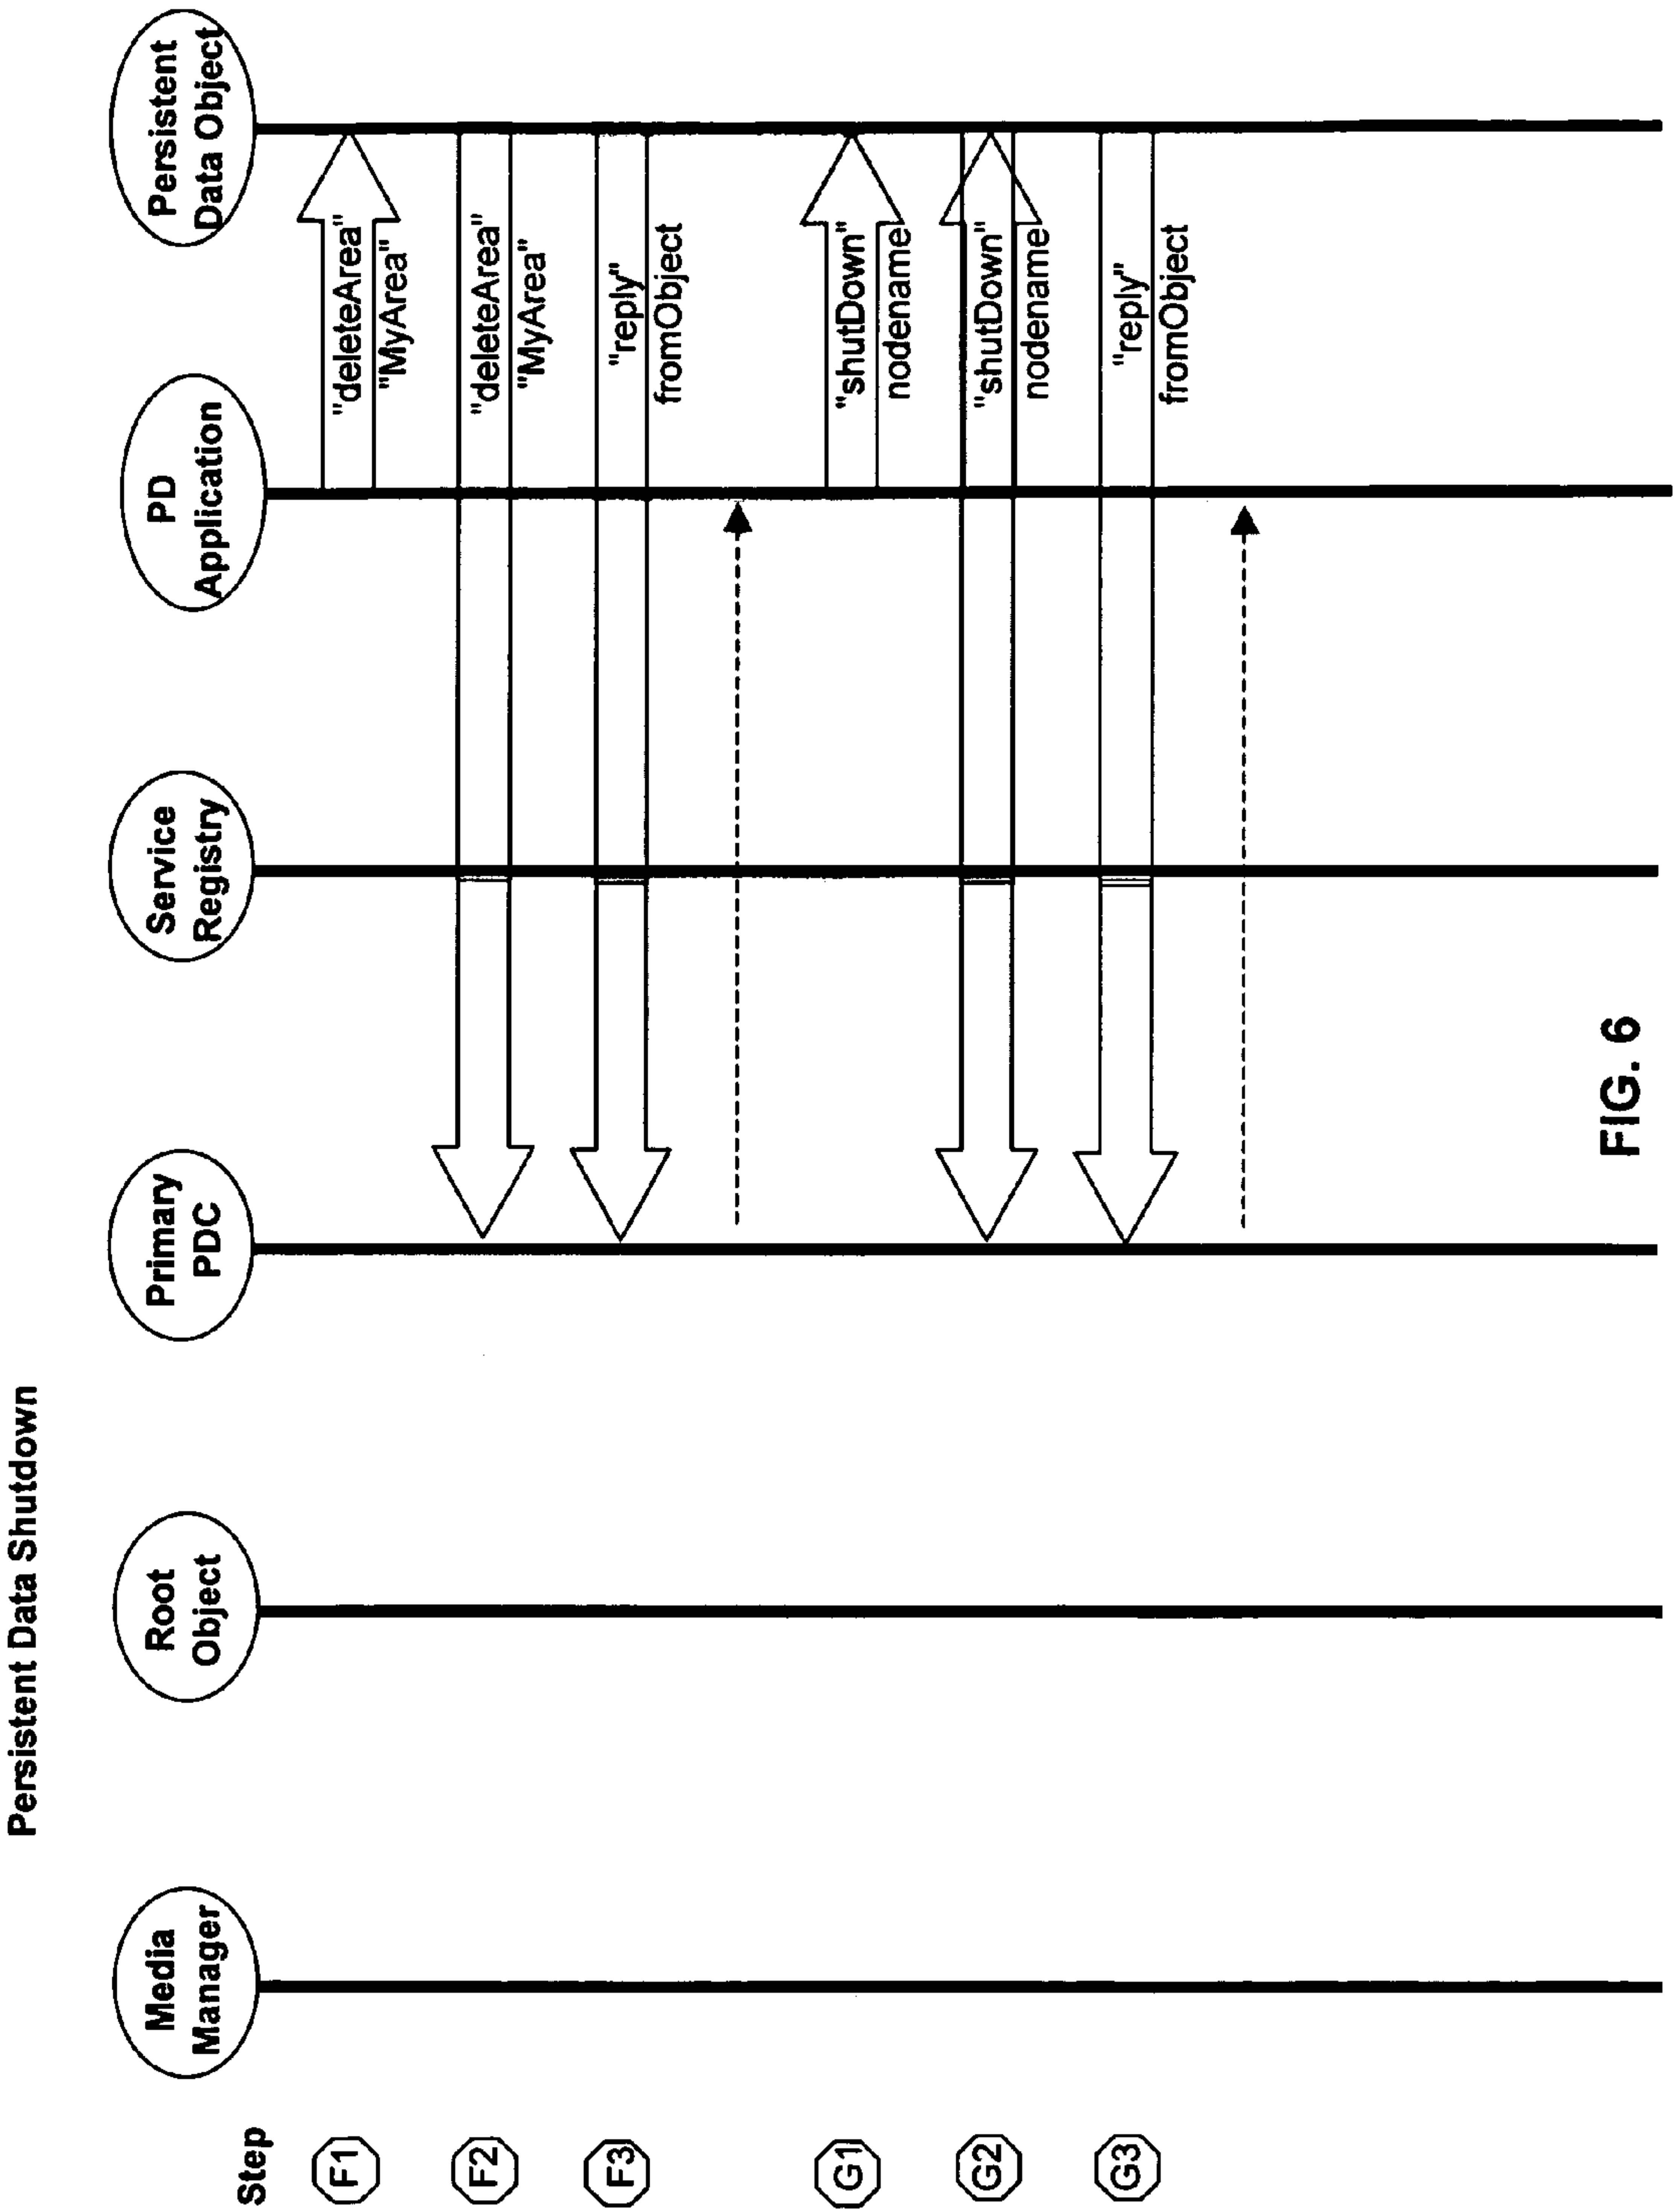 Persistent Data Shutdown
Step
Media
Manager
Root
Object
Primary
PDC
Service
Registry
PD
Application
Persistent
Data Object
F1
"deleteArea"
"MyArea"
F2
"deleteArea"
"MyArea"
F3
"reply"
fromObject
G1
"shutDown"
nodename
G2
"shutDown"
nodename
G3
"reply"
fromObject
FIG. 6